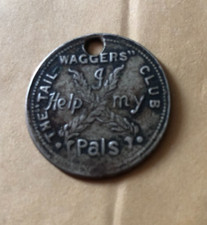 • THE "TAIL-WAGGERS" CLUB •
I
Help my
Pals